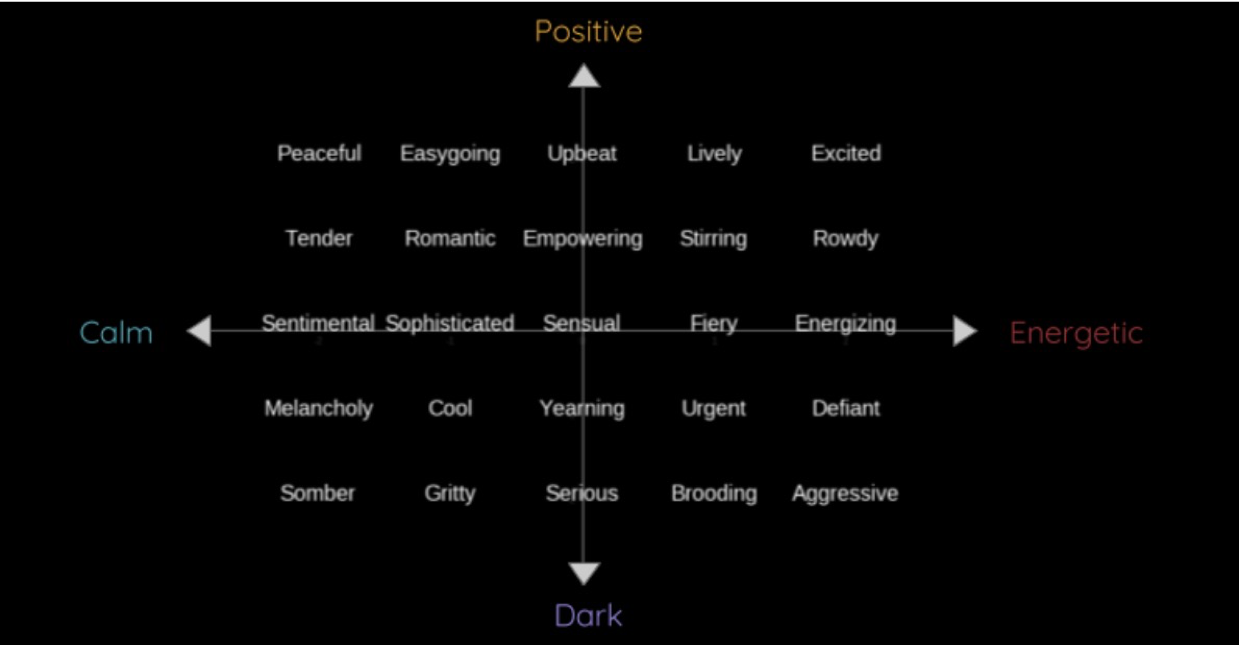 Positive
Peaceful Easygoing Upbeat Lively Excited
Tender Romantic Empowering Stirring Rowdy
Calm Sentimental Sophisticated Sensual Fiery Energizing Energetic
Melancholy Cool Yearning Urgent Defiant
Somber Gritty Serious Brooding Aggressive
Dark